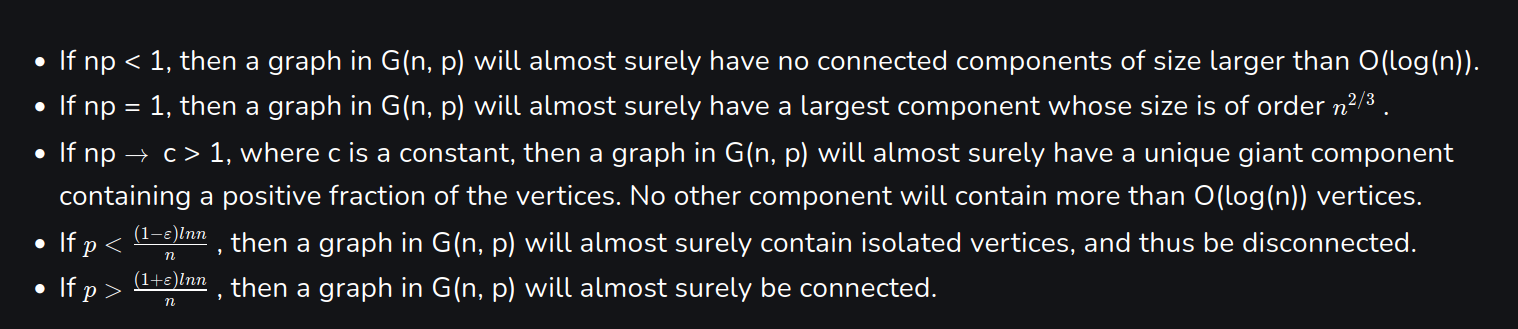 • If np < 1, then a graph in G(n, p) will almost surely have no connected components of size larger than O(log(n)).
• If np = 1, then a graph in G(n, p) will almost surely have a largest component whose size is of order $n^{2/3}$ .
• If np → c > 1, where c is a constant, then a graph in G(n, p) will almost surely have a unique giant component
containing a positive fraction of the vertices. No other component will contain more than O(log(n)) vertices.
• If $p < \frac{(1-\varepsilon)lnn}{n}$ , then a graph in G(n, p) will almost surely contain isolated vertices, and thus be disconnected.
• If $p > \frac{(1+\varepsilon)lnn}{n}$ , then a graph in G(n, p) will almost surely be connected.